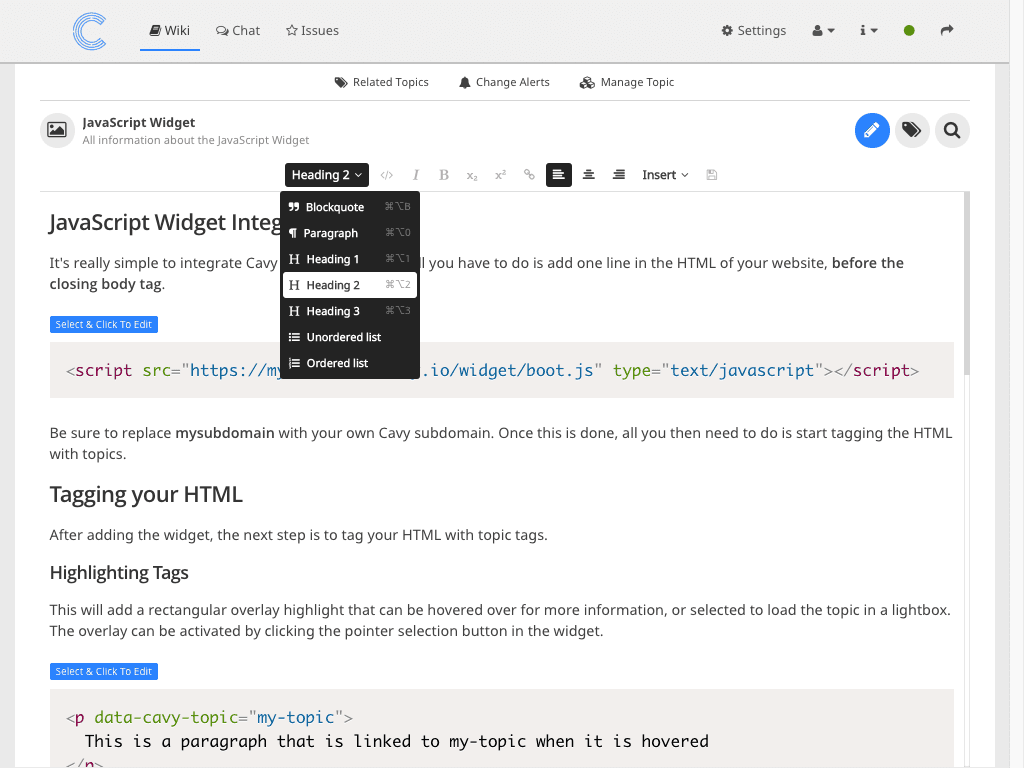 Wiki Chat Issues Settings
Related Topics Change Alerts Manage Topic
JavaScript Widget
All information about the JavaScript Widget
Heading 2 </> I B x₂ x² Insert
Blockquote ⌘⌥B
Paragraph ⌘⌥0
Heading 1 ⌘⌥1
Heading 2 ⌘⌥2
Heading 3 ⌘⌥3
Unordered list
Ordered list
JavaScript Widget Integ
It's really simple to integrate Cavy ll you have to do is add one line in the HTML of your website, before the
closing body tag.
Select & Click To Edit
<script src="https://my .io/widget/boot.js" type="text/javascript"></script>
Be sure to replace mysubdomain with your own Cavy subdomain. Once this is done, all you then need to do is start tagging the HTML
with topics.
Tagging your HTML
After adding the widget, the next step is to tag your HTML with topic tags.
Highlighting Tags
This will add a rectangular overlay highlight that can be hovered over for more information, or selected to load the topic in a lightbox.
The overlay can be activated by clicking the pointer selection button in the widget.
Select & Click To Edit
<p data-cavy-topic="my-topic">
This is a paragraph that is linked to my-topic when it is hovered
</p>